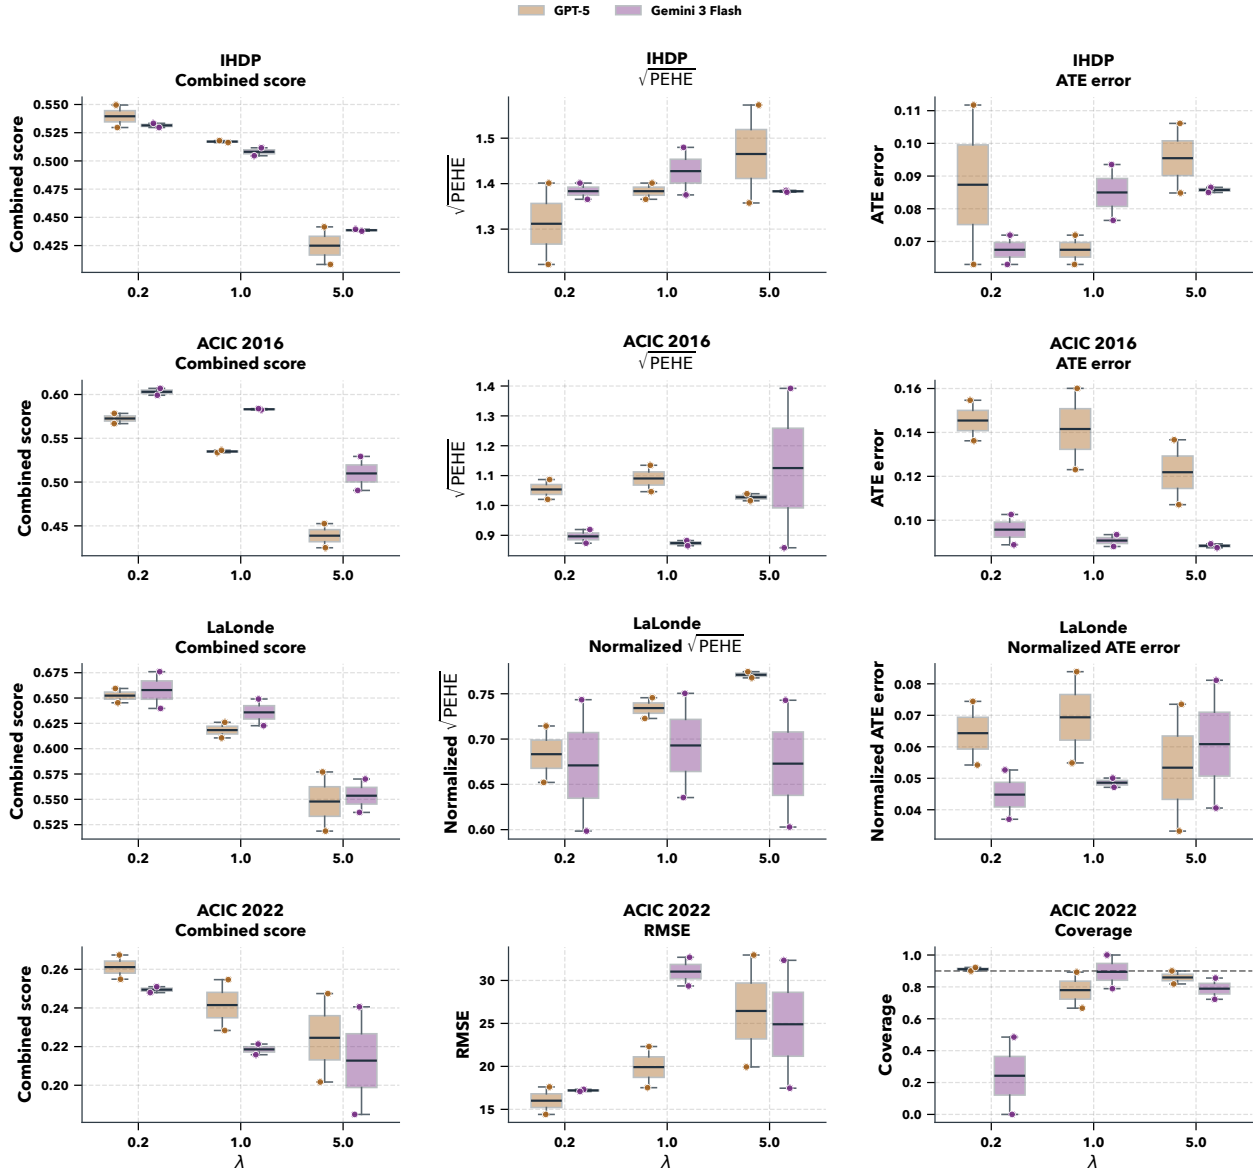 GPT-5 Gemini 3 Flash
IHDP
Combined score
Combined score
0.550
0.525
0.500
0.475
0.450
0.425
0.2 1.0 5.0
IHDP
√PEHE
√PEHE
1.5
1.4
1.3
0.2 1.0 5.0
IHDP
ATE error
ATE error
0.11
0.10
0.09
0.08
0.07
0.2 1.0 5.0
ACIC 2016
Combined score
Combined score
0.60
0.55
0.50
0.45
0.2 1.0 5.0
ACIC 2016
√PEHE
√PEHE
1.4
1.3
1.2
1.1
1.0
0.9
0.2 1.0 5.0
ACIC 2016
ATE error
ATE error
0.16
0.14
0.12
0.10
0.2 1.0 5.0
LaLonde
Combined score
Combined score
0.675
0.650
0.625
0.600
0.575
0.550
0.525
0.2 1.0 5.0
LaLonde
Normalized √PEHE
Normalized √PEHE
0.75
0.70
0.65
0.60
0.2 1.0 5.0
LaLonde
Normalized ATE error
Normalized ATE error
0.08
0.07
0.06
0.05
0.04
0.2 1.0 5.0
ACIC 2022
Combined score
Combined score
0.26
0.24
0.22
0.20
0.2 1.0 5.0
λ
ACIC 2022
RMSE
RMSE
30
25
20
15
0.2 1.0 5.0
λ
ACIC 2022
Coverage
Coverage
1.0
0.8
0.6
0.4
0.2
0.0
0.2 1.0 5.0
λ